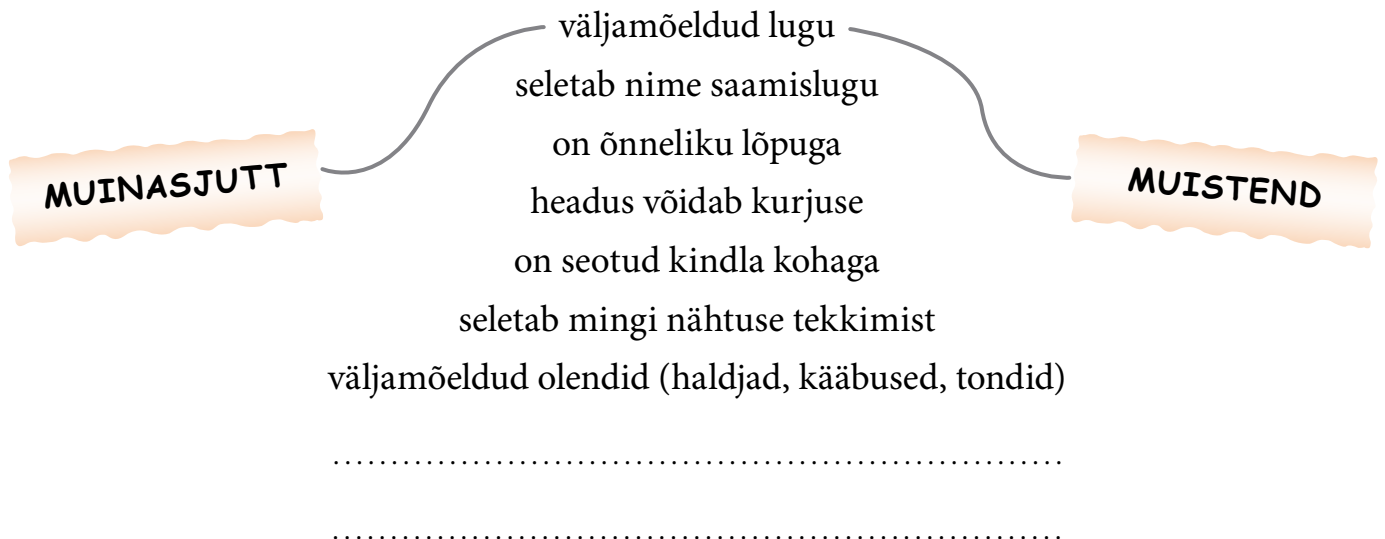 väljamõeldud lugu
seletab nime saamislugu
on õnneliku lõpuga
MUINASJUTT
headus võidab kurjuse
MUISTEND
on seotud kindla kohaga
seletab mingi nähtuse tekkimist
väljamõeldud olendid (haldjad, kääbused, tondid)